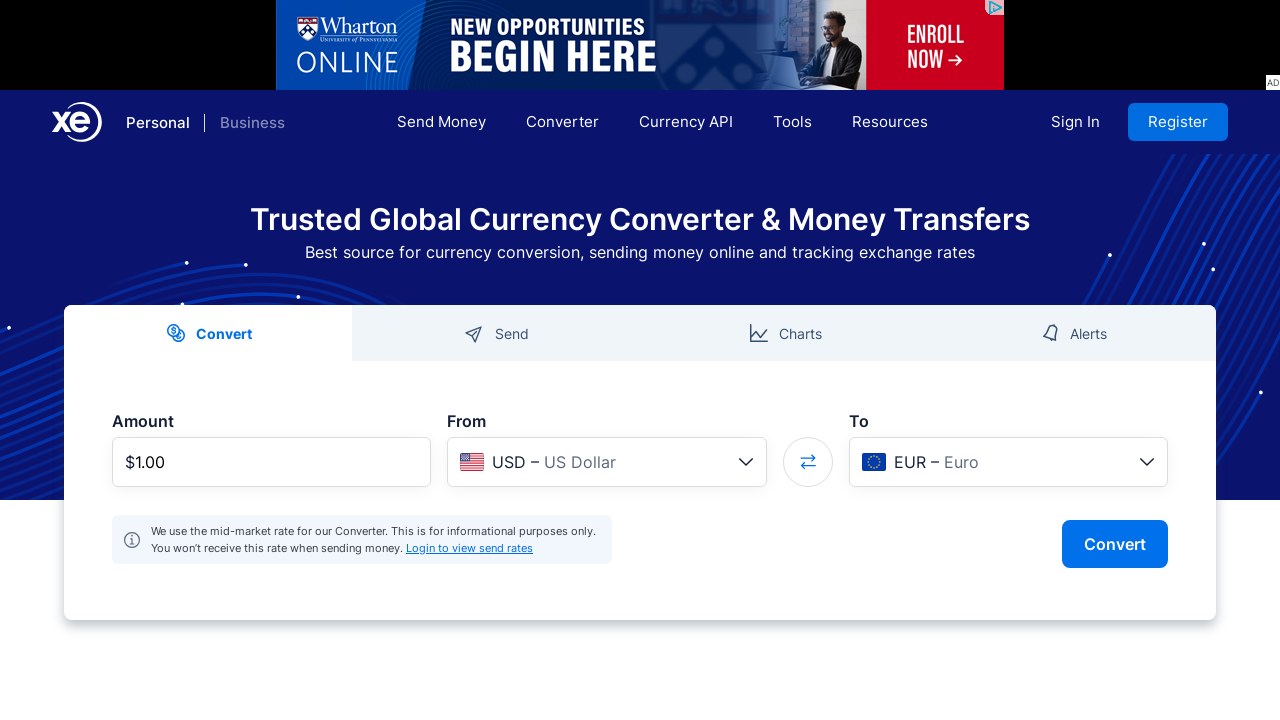 Wharton
UNIVERSITY of PENNSYLVANIA
ONLINE
NEW OPPORTUNITIES
BEGIN HERE
ENROLL
NOW →
AD
xe
Personal
Business
Send Money
Converter
Currency API
Tools
Resources
Sign In
Register
Trusted Global Currency Converter & Money Transfers
Best source for currency conversion, sending money online and tracking exchange rates
Convert
Send
Charts
Alerts
Amount
From
To
$1.00
USD – US Dollar
EUR – Euro
We use the mid-market rate for our Converter. This is for informational purposes only.
You won’t receive this rate when sending money. Login to view send rates
Convert